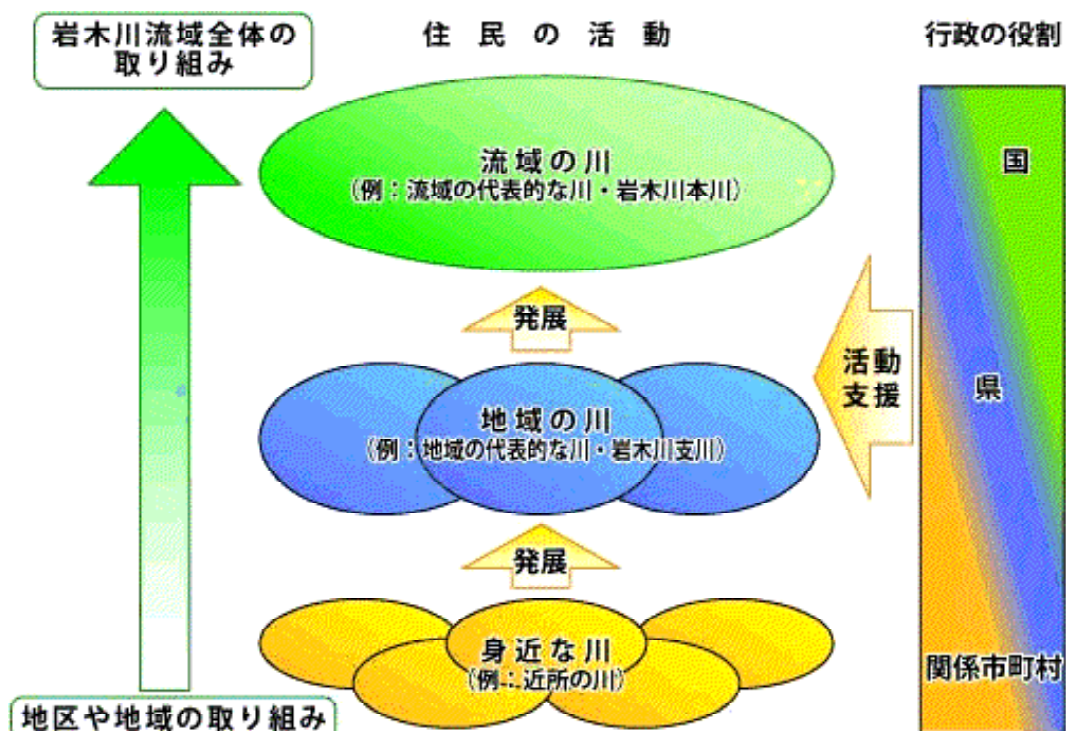 岩木川流域全体の
取り組み
住民の活動
行政の役割
流域の川
(例：流域の代表的な川・岩木川本川)
国
発展
活動
支援
県
地域の川
(例：地域の代表的な川・岩木川支川)
発展
身近な川
(例：近所の川)
関係市町村
地区や地域の取り組み